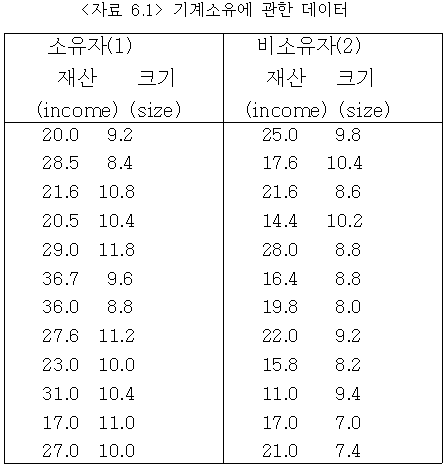 <자료 6.1> 기계소유에 관한 데이터
소유자(1) 비소유자(2)
재산 크기 재산 크기
(income) (size) (income) (size)
20.0 9.2 25.0 9.8
28.5 8.4 17.6 10.4
21.6 10.8 21.6 8.6
20.5 10.4 14.4 10.2
29.0 11.8 28.0 8.8
36.7 9.6 16.4 8.8
36.0 8.8 19.8 8.0
27.6 11.2 22.0 9.2
23.0 10.0 15.8 8.2
31.0 10.4 11.0 9.4
17.0 11.0 17.0 7.0
27.0 10.0 21.0 7.4